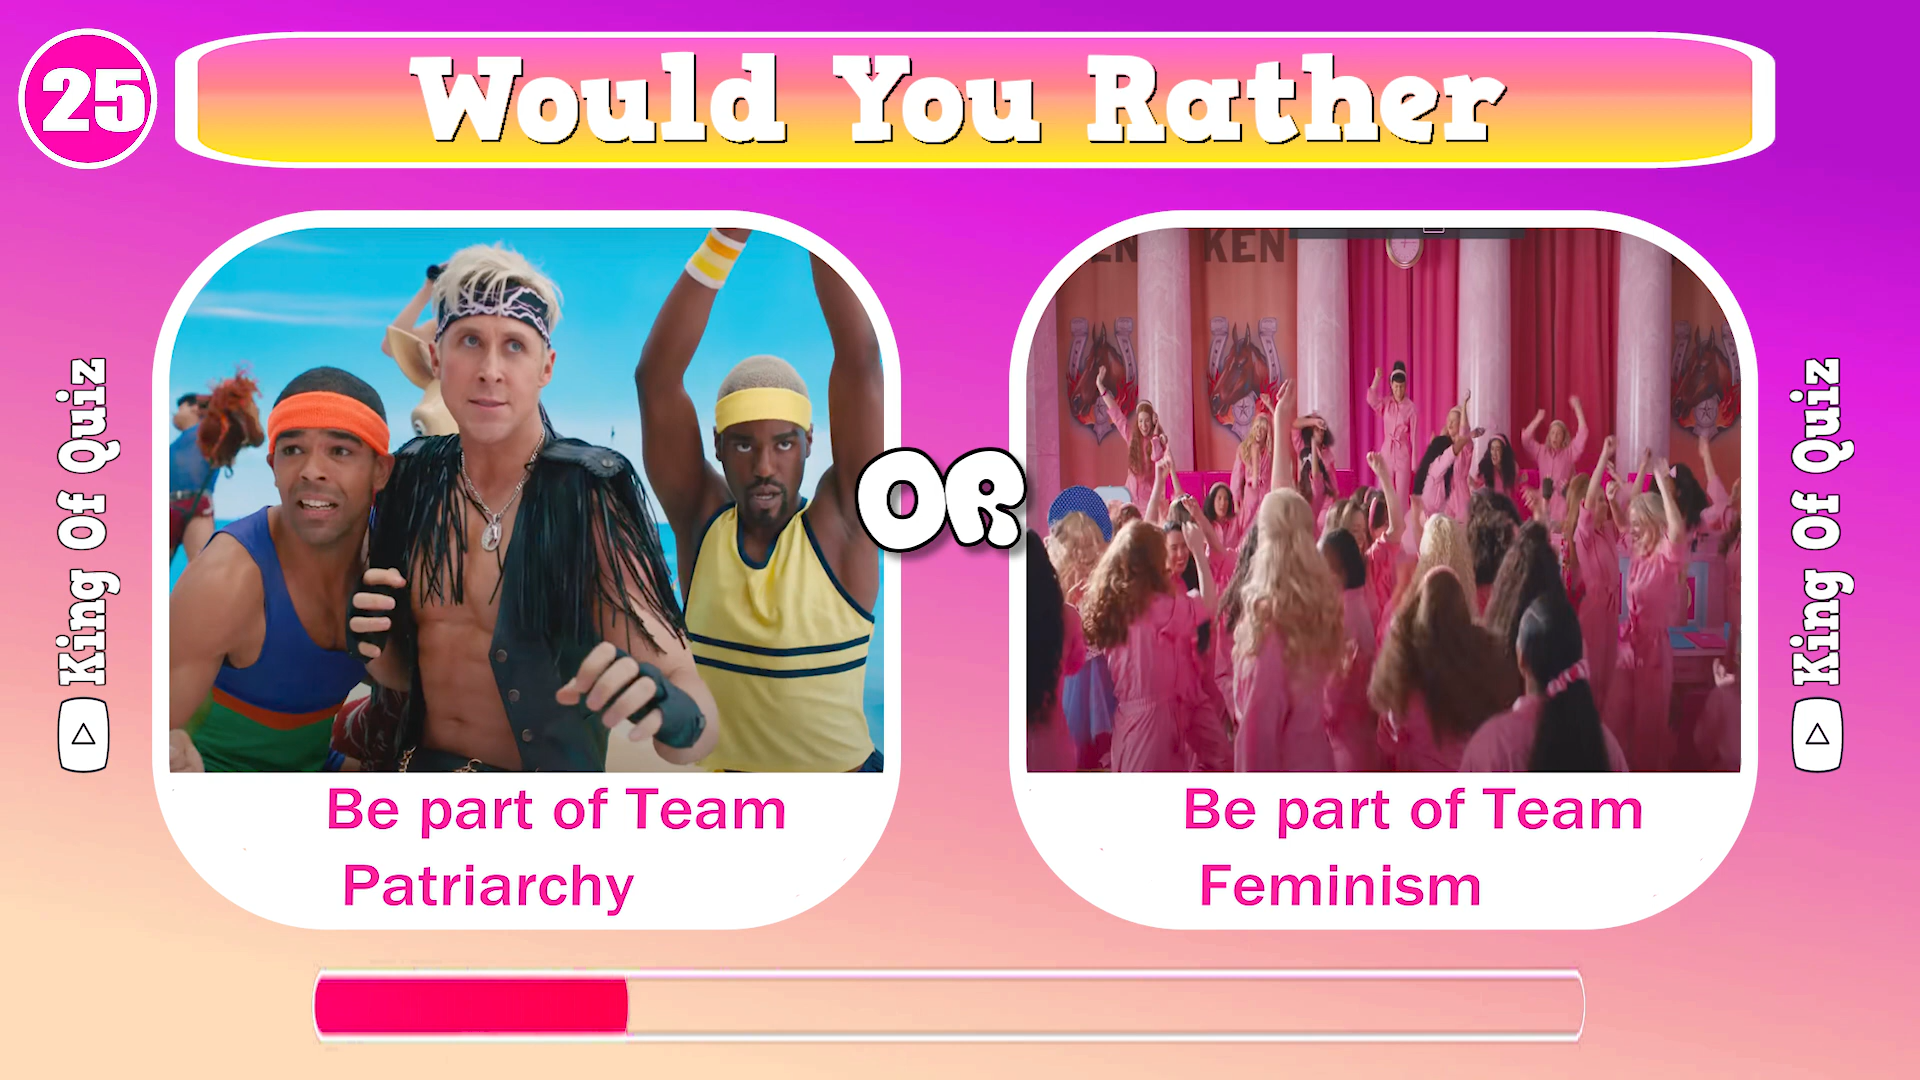 25
Would You Rather
KEN
OR
Be part of Team
Patriarchy
Be part of Team
Feminism
King Of Quiz
King Of Quiz